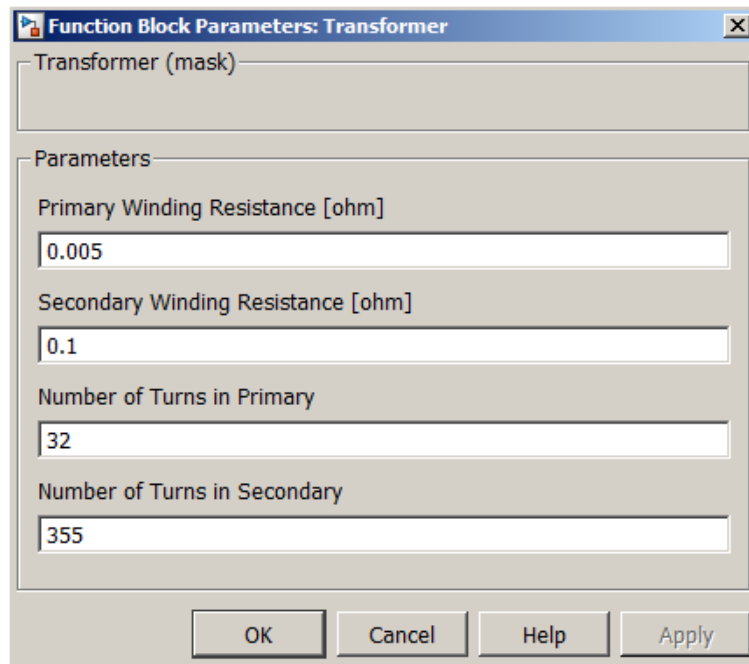 Function Block Parameters: Transformer
Transformer (mask)
Parameters
Primary Winding Resistance [ohm]
0.005
Secondary Winding Resistance [ohm]
0.1
Number of Turns in Primary
32
Number of Turns in Secondary
355
OK Cancel Help Apply